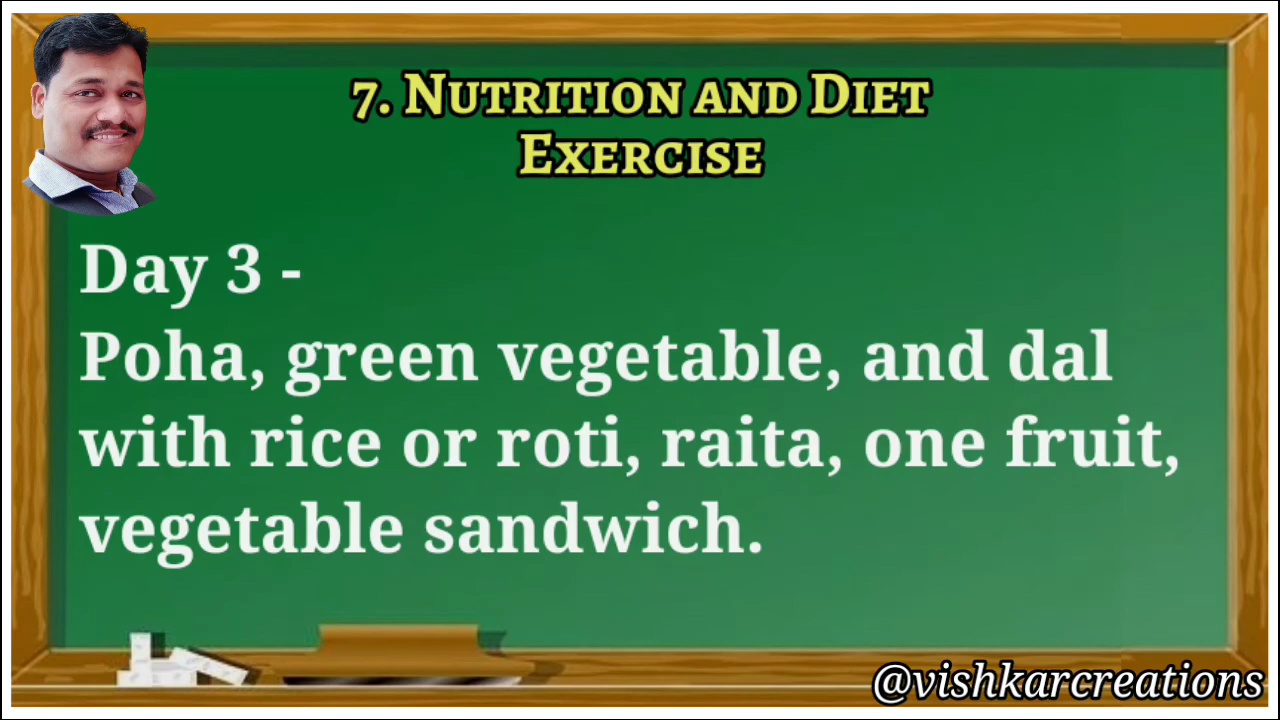 7. Nutrition and Diet
Exercise
Day 3 -
Poha, green vegetable, and dal
with rice or roti, raita, one fruit,
vegetable sandwich.
@vishkarcreations